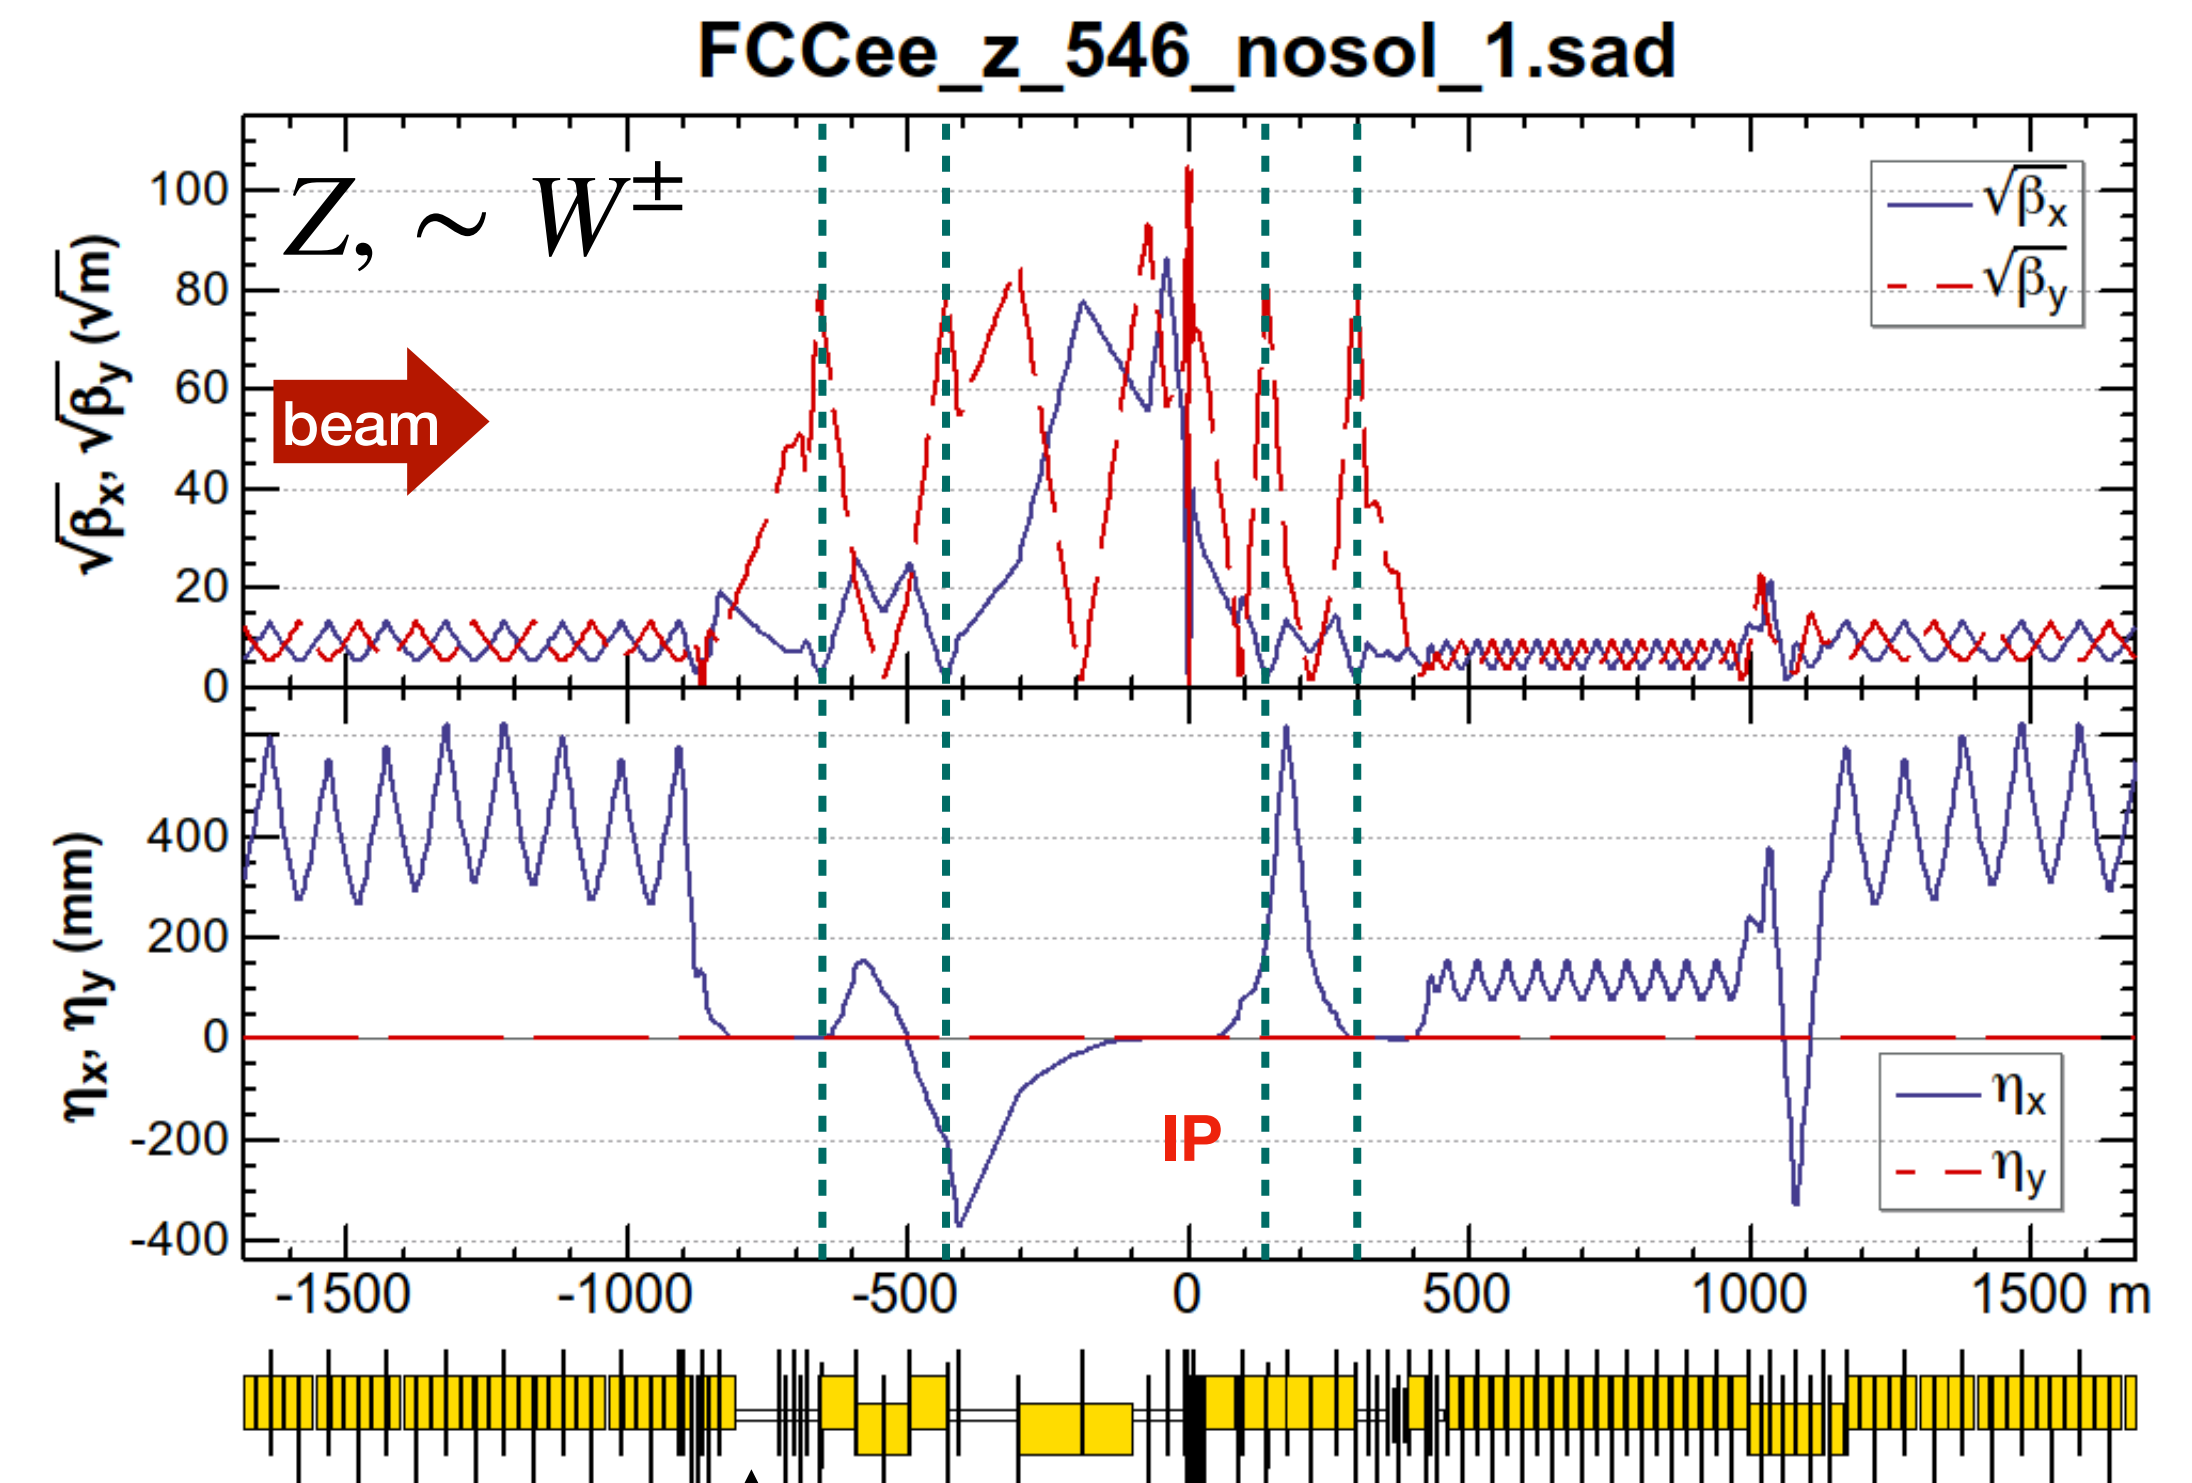 FCCee_z_546_nosol_1.sad
Z, ~ W±
beam
√βx
√βy
√βx, √βy (√m)
100
80
60
40
20
0
ηx, ηy (mm)
400
200
0
-200
-400
IP
ηx
ηy
-1500 -1000 -500 0 500 1000 1500 m